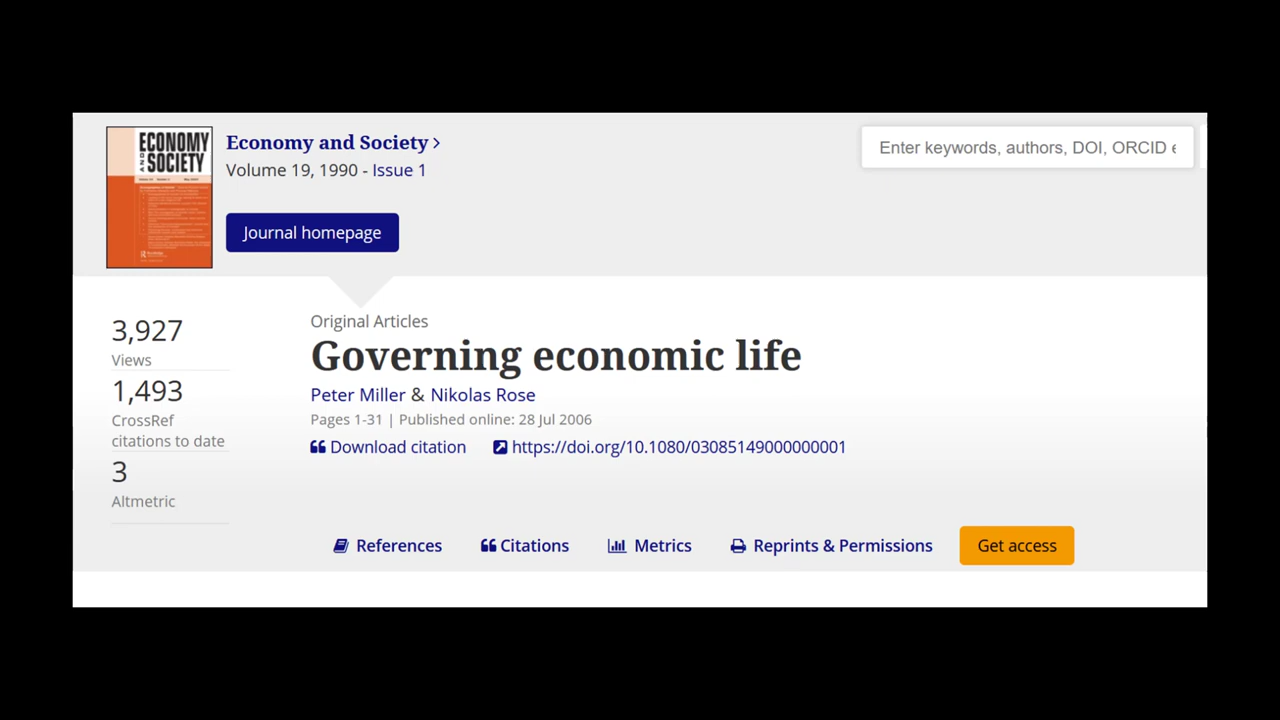 ECONOMY
AND
SOCIETY
Economy and Society
Volume 19, 1990 - Issue 1
Enter keywords, authors, DOI, ORCID e
Journal homepage
3,927
Views
1,493
CrossRef
citations to date
3
Altmetric
Original Articles
Governing economic life
Peter Miller & Nikolas Rose
Pages 1-31 | Published online: 28 Jul 2006
Download citation
https://doi.org/10.1080/03085149000000001
References
Citations
Metrics
Reprints & Permissions
Get access